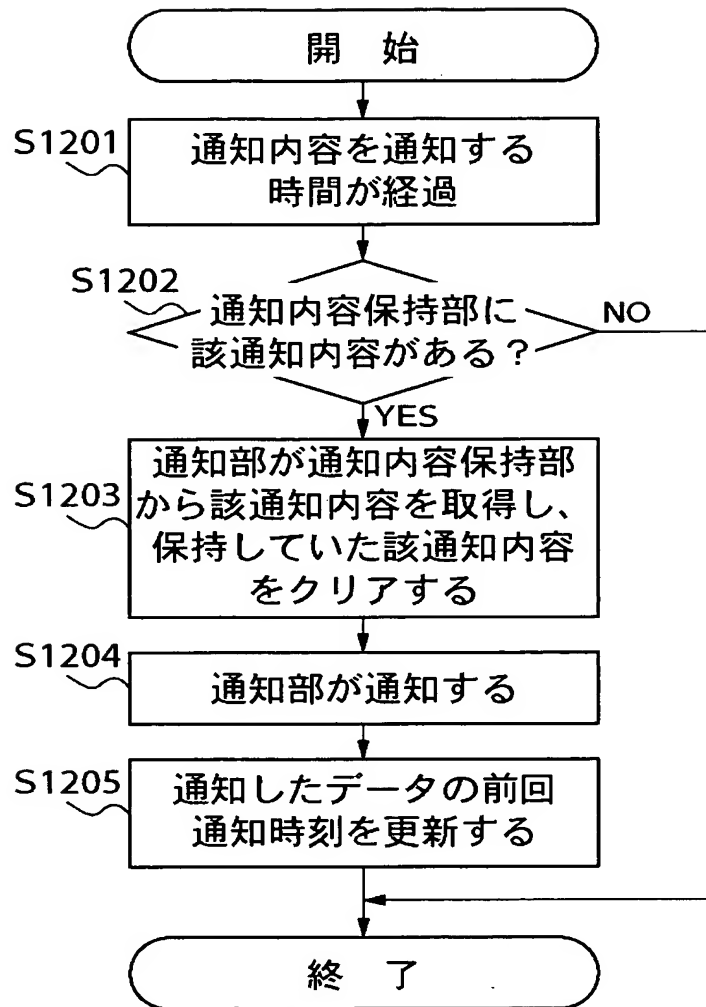 開 始
S1201
通知内容を通知する
時間が経過
S1202
通知内容保持部に
該通知内容がある？
NO
YES
S1203
通知部が通知内容保持部
から該通知内容を取得し、
保持していた該通知内容
をクリアする
S1204
通知部が通知する
S1205
通知したデータの前回
通知時刻を更新する
終 了